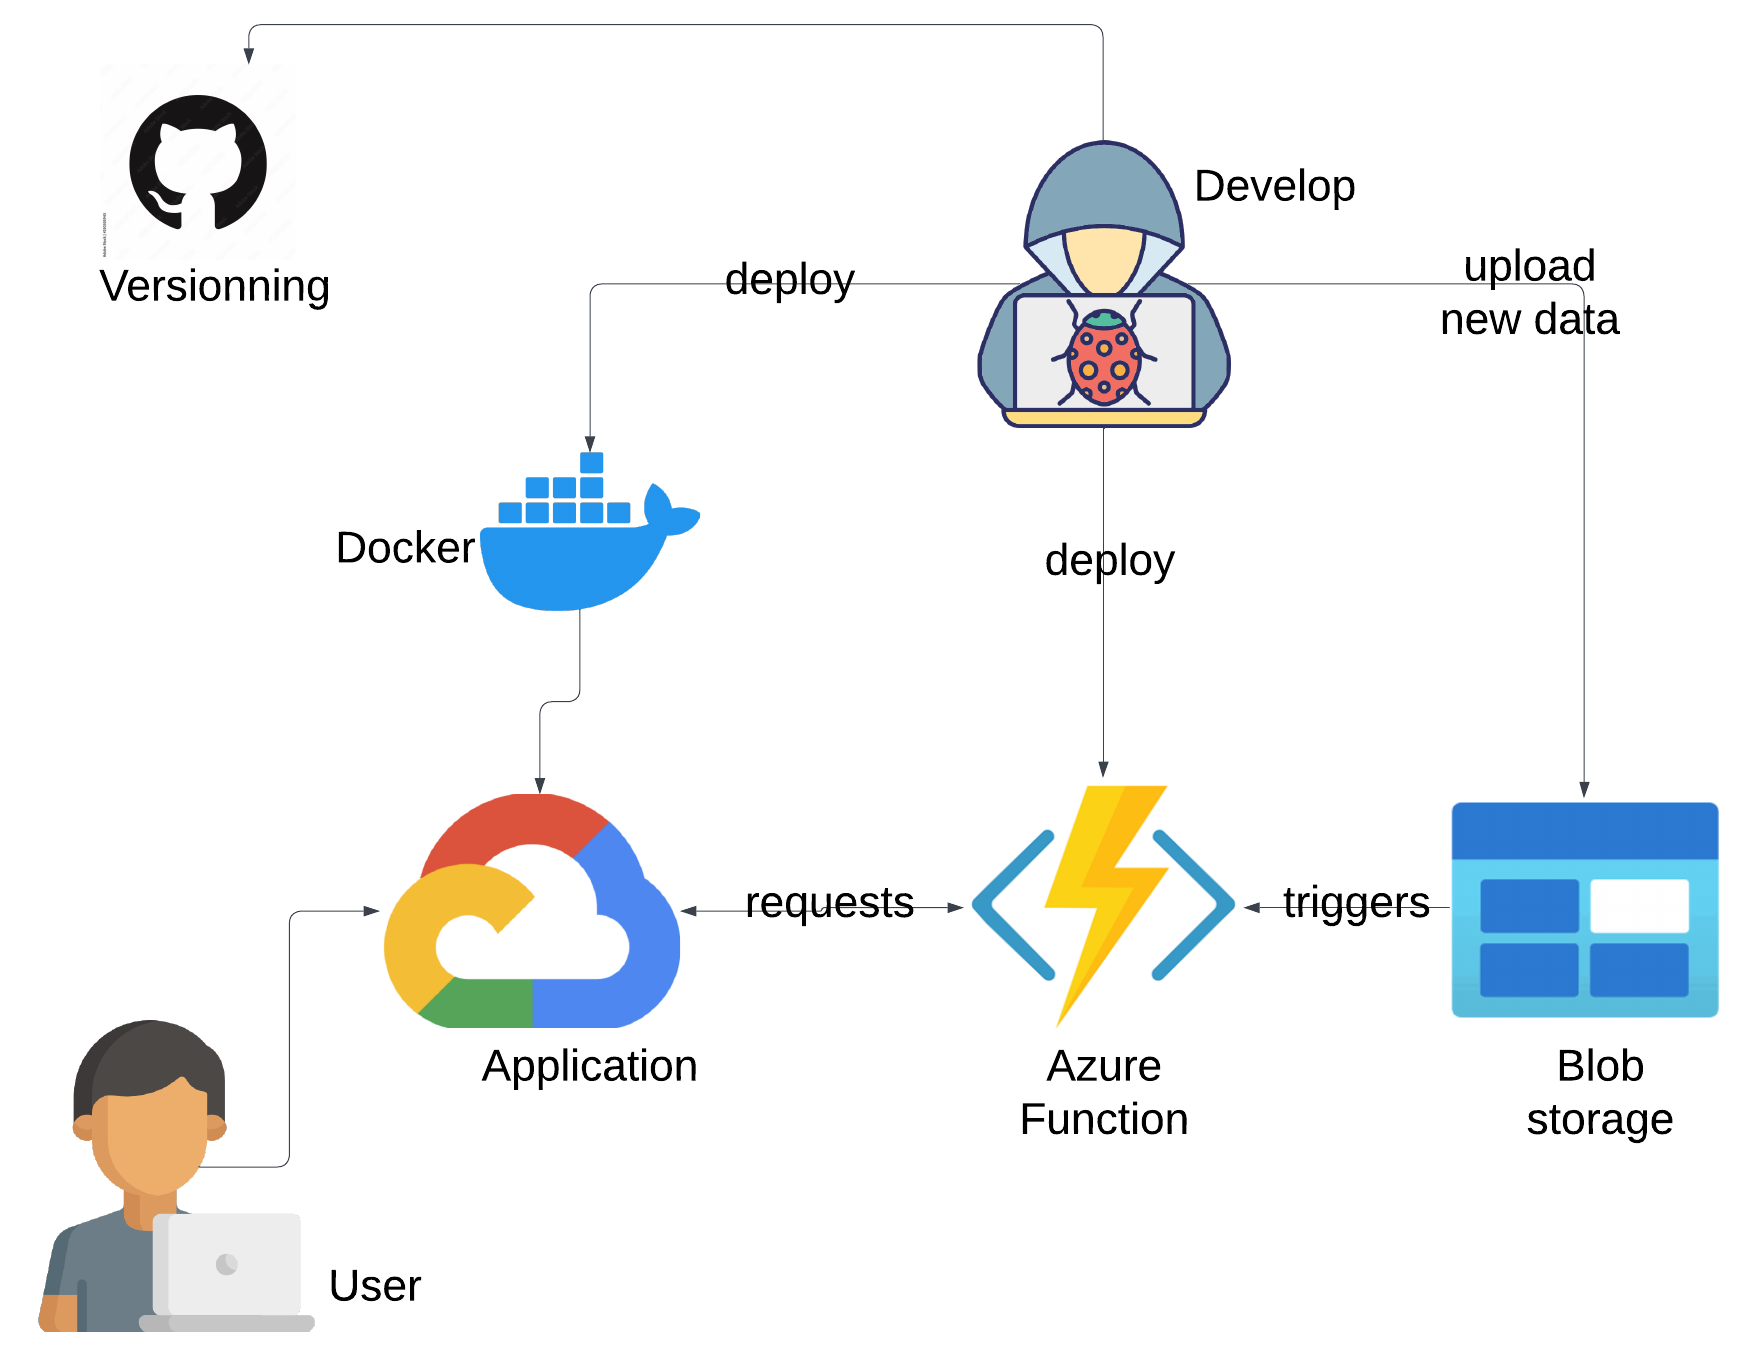 Develop
Versionning
deploy
upload
new data
Docker
deploy
requests
triggers
Application
Azure
Function
Blob
storage
User